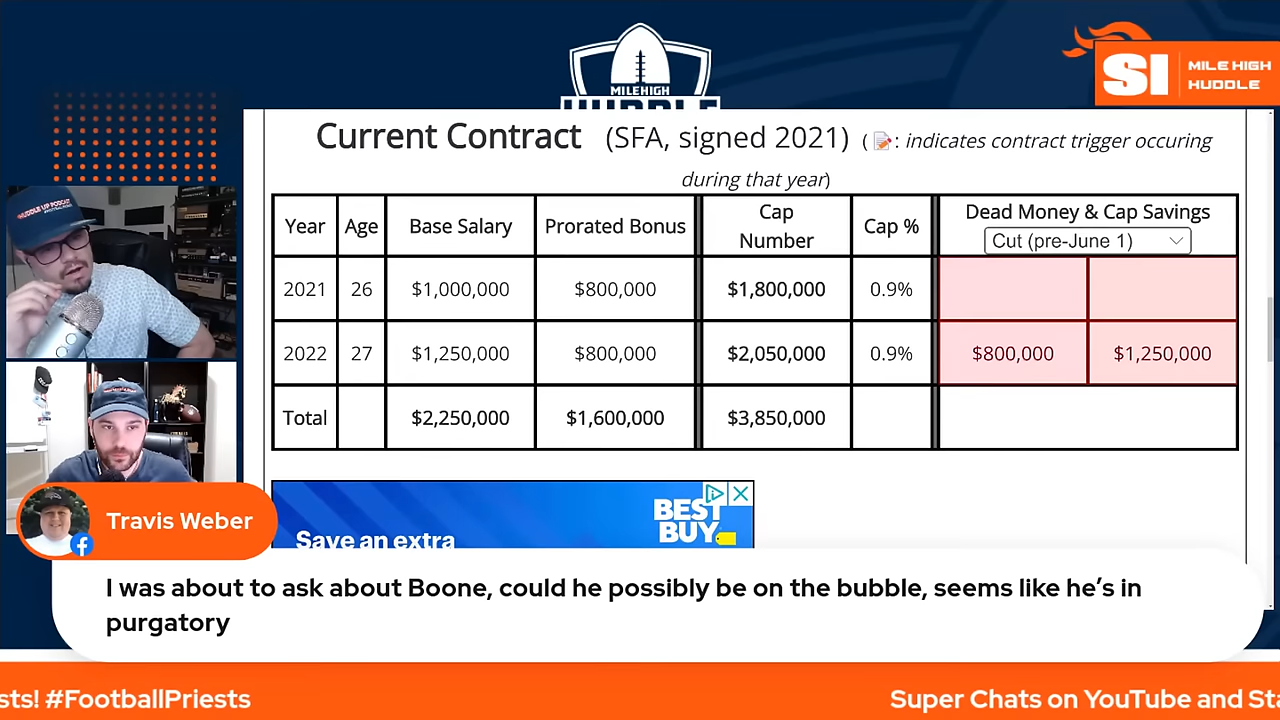 MILE HIGH
HUDDLE
SI
MILE HIGH
HUDDLE
Current Contract (SFA, signed 2021) ( : indicates contract trigger occuring
during that year)
Year Age Base Salary Prorated Bonus Cap Number Cap % Dead Money & Cap Savings
Cut (pre-June 1)
2021 26 $1,000,000 $800,000 $1,800,000 0.9%
2022 27 $1,250,000 $800,000 $2,050,000 0.9% $800,000 $1,250,000
Total $2,250,000 $1,600,000 $3,850,000
HUDDLE UP PODCAST
BEST
BUY
Save an extra
Travis Weber
I was about to ask about Boone, could he possibly be on the bubble, seems like he's in
purgatory
sts! #FootballPriests
Super Chats on YouTube and Sta